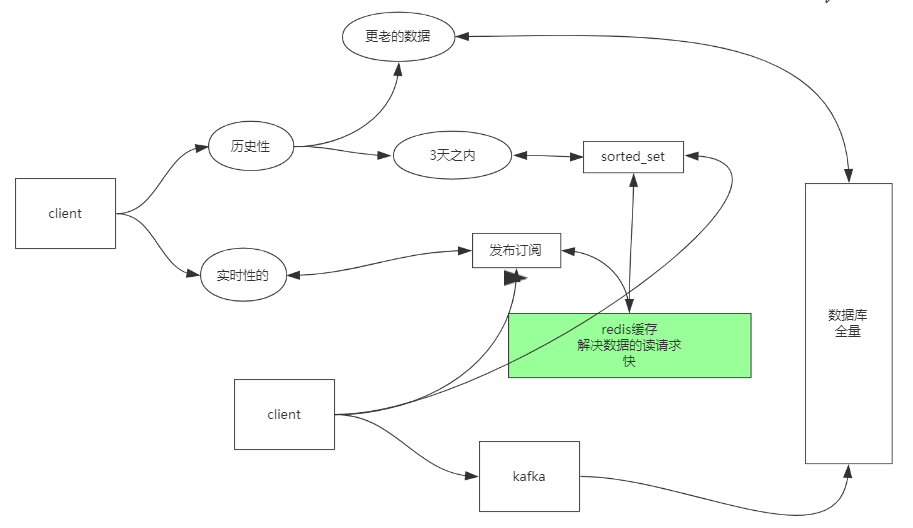 更老的数据
历史性
3天之内
sorted_set
client
实时性的
发布订阅
redis缓存
解决数据的读请求
快
数据库
全量
client
kafka